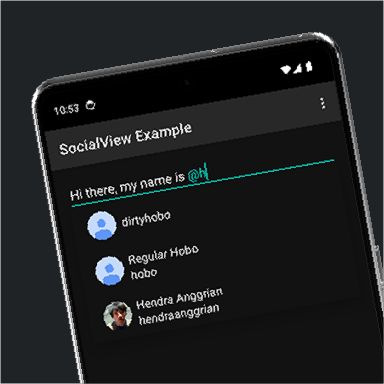 10:53
SocialView Example
Hi there, my name is @h
dirtyhobo
Regular Hobo
hobo
Hendra Anggrian
hendraanggrian